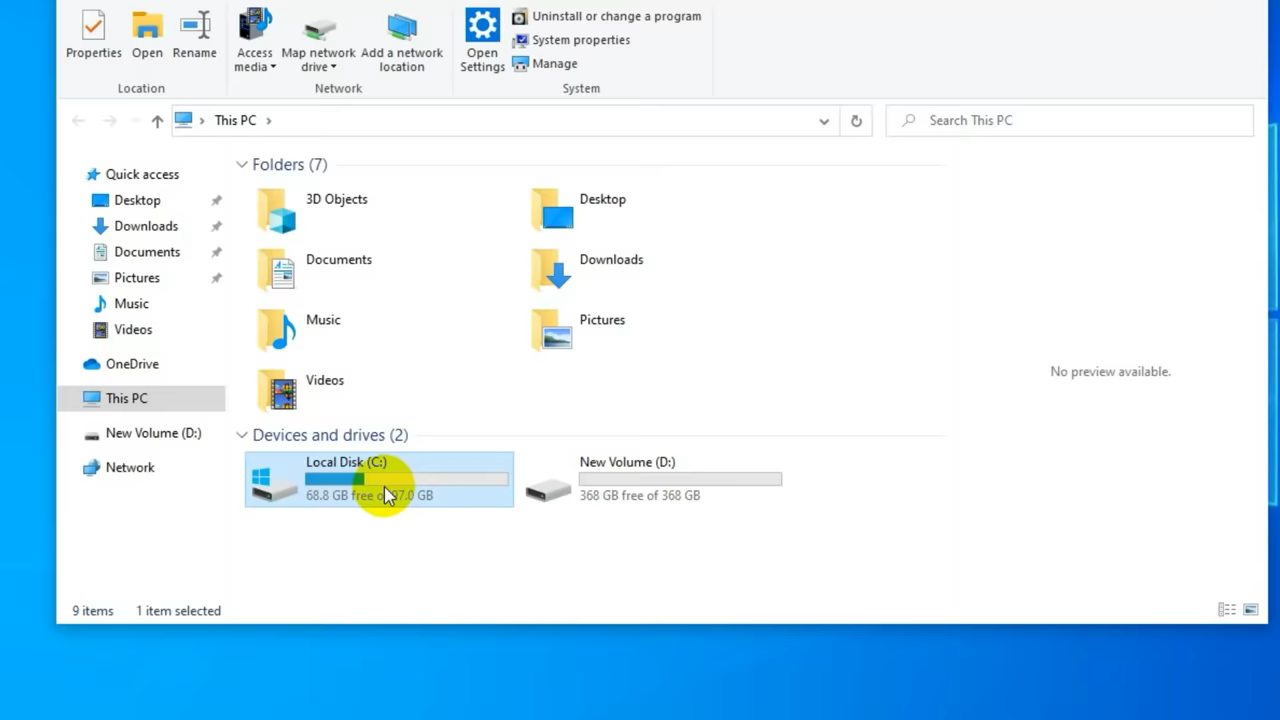 Properties
Open
Rename
Access media
Map network drive
Add a network location
Open Settings
Uninstall or change a program
System properties
Manage
Location
Network
System
This PC
Search This PC
Quick access
Desktop
Downloads
Documents
Pictures
Music
Videos
OneDrive
This PC
New Volume (D:)
Network
Folders (7)
3D Objects
Desktop
Documents
Downloads
Music
Pictures
Videos
Devices and drives (2)
Local Disk (C:)
68.8 GB free 97.0 GB
New Volume (D:)
368 GB free of 368 GB
No preview available.
9 items
1 item selected